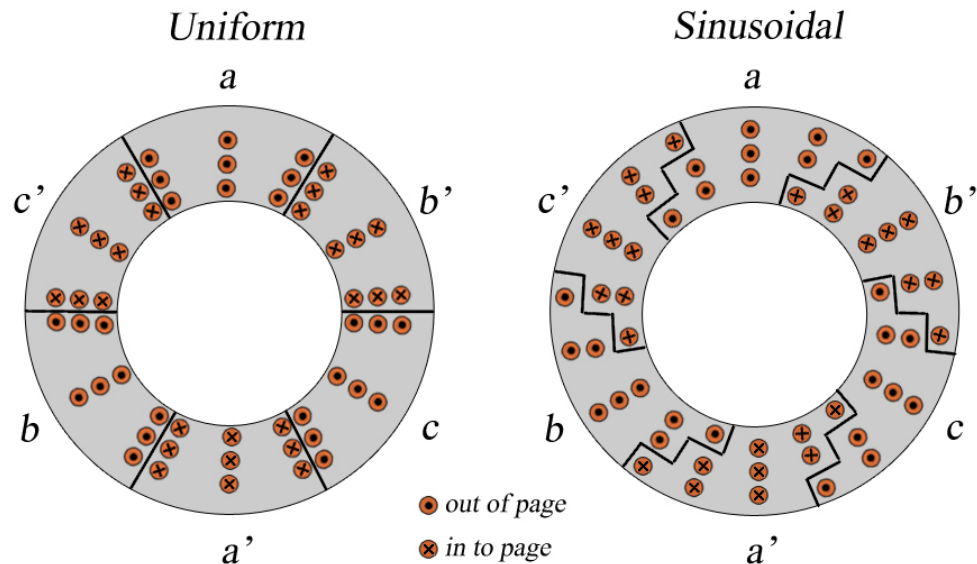 Uniform
Sinusoidal
a
a
c’
b’
c’
b’
b
c
b
c
a’
a’
out of page
in to page